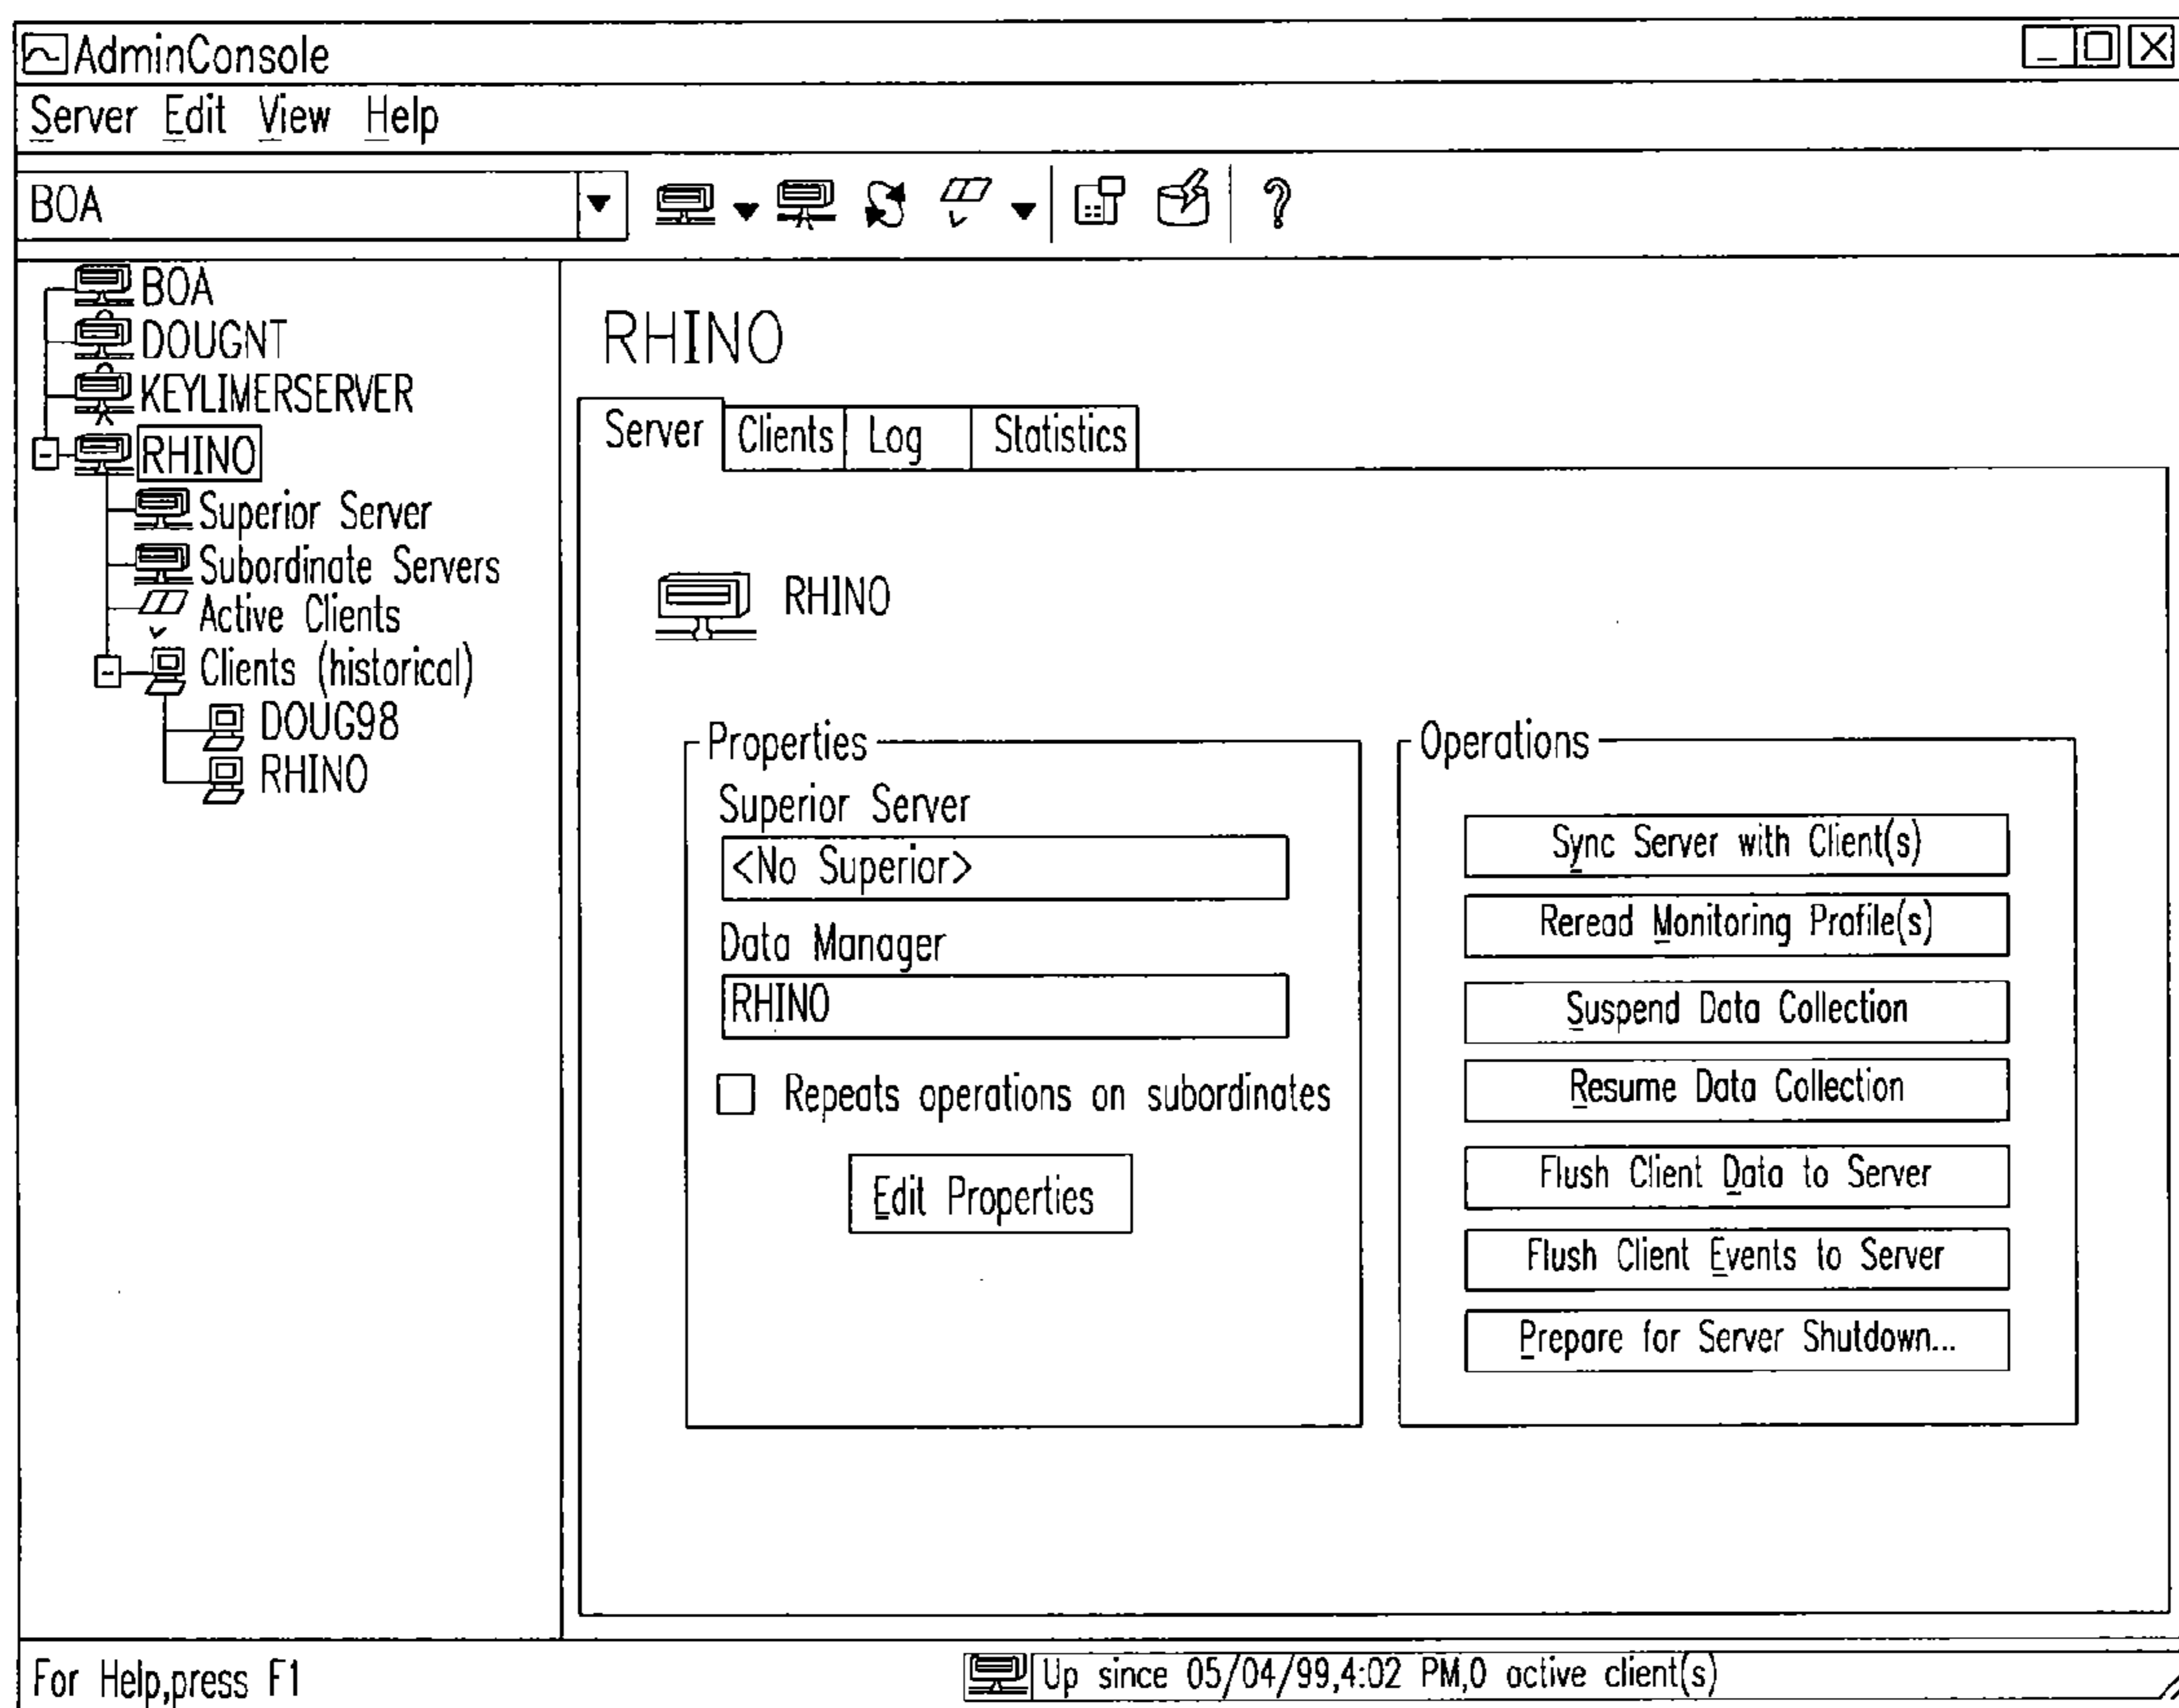 AdminConsole
Server Edit View Help
BOA
BOA
DOUGNT
KEYLIMERSERVER
RHINO
Superior Server
Subordinate Servers
Active Clients
Clients (historical)
DOUG98
RHINO
RHINO
Server Clients Log Statistics
RHINO
Properties
Superior Server
<No Superior>
Data Manager
RHINO
Repeats operations on subordinates
Edit Properties
Operations
Sync Server with Client(s)
Reread Monitoring Profile(s)
Suspend Data Collection
Resume Data Collection
Flush Client Data to Server
Flush Client Events to Server
Prepare for Server Shutdown...
For Help,press F1
Up since 05/04/99,4:02 PM,0 active client(s)